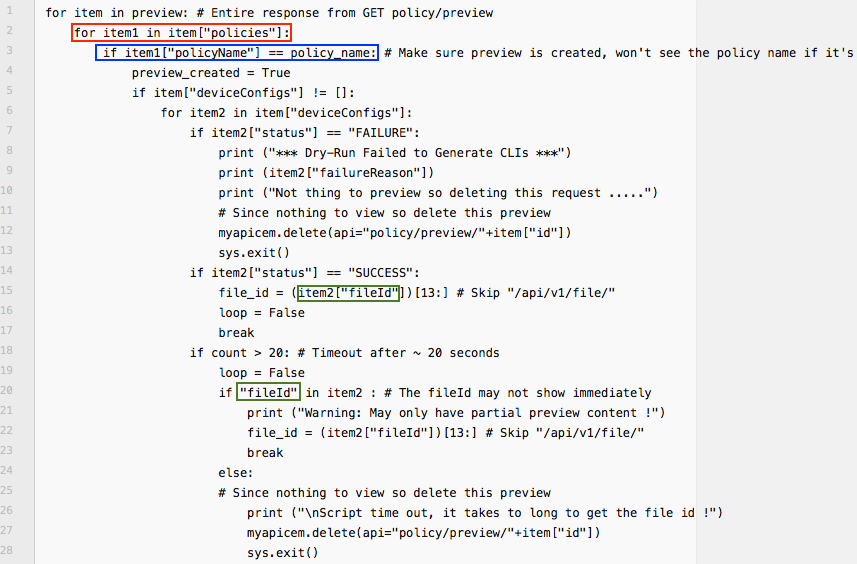 1 for item in preview: # Entire response from GET policy/preview
2 for item1 in item["policies"]:
3 if item1["policyName"] == policy_name: # Make sure preview is created, won't see the policy name if it's
4 preview_created = True
5 if item["deviceConfigs"] != []:
6 for item2 in item["deviceConfigs"]:
7 if item2["status"] == "FAILURE":
8 print ("*** Dry-Run Failed to Generate CLIs ***")
9 print (item2["failureReason"])
10 print ("Not thing to preview so deleting this request .....")
11 # Since nothing to view so delete this preview
12 myapicem.delete(api="policy/preview/"+item["id"])
13 sys.exit()
14 if item2["status"] == "SUCCESS":
15 file_id = (item2["fileId"])[13:] # Skip "/api/v1/file/"
16 loop = False
17 break
18 if count > 20: # Timeout after ~ 20 seconds
19 loop = False
20 if "fileId" in item2 : # The fileId may not show immediately
21 print ("Warning: May only have partial preview content !")
22 file_id = (item2["fileId"])[13:] # Skip "/api/v1/file/"
23 break
24 else:
25 # Since nothing to view so delete this preview
26 print ("\nScript time out, it takes to long to get the file id !")
27 myapicem.delete(api="policy/preview/"+item["id"])
28 sys.exit()